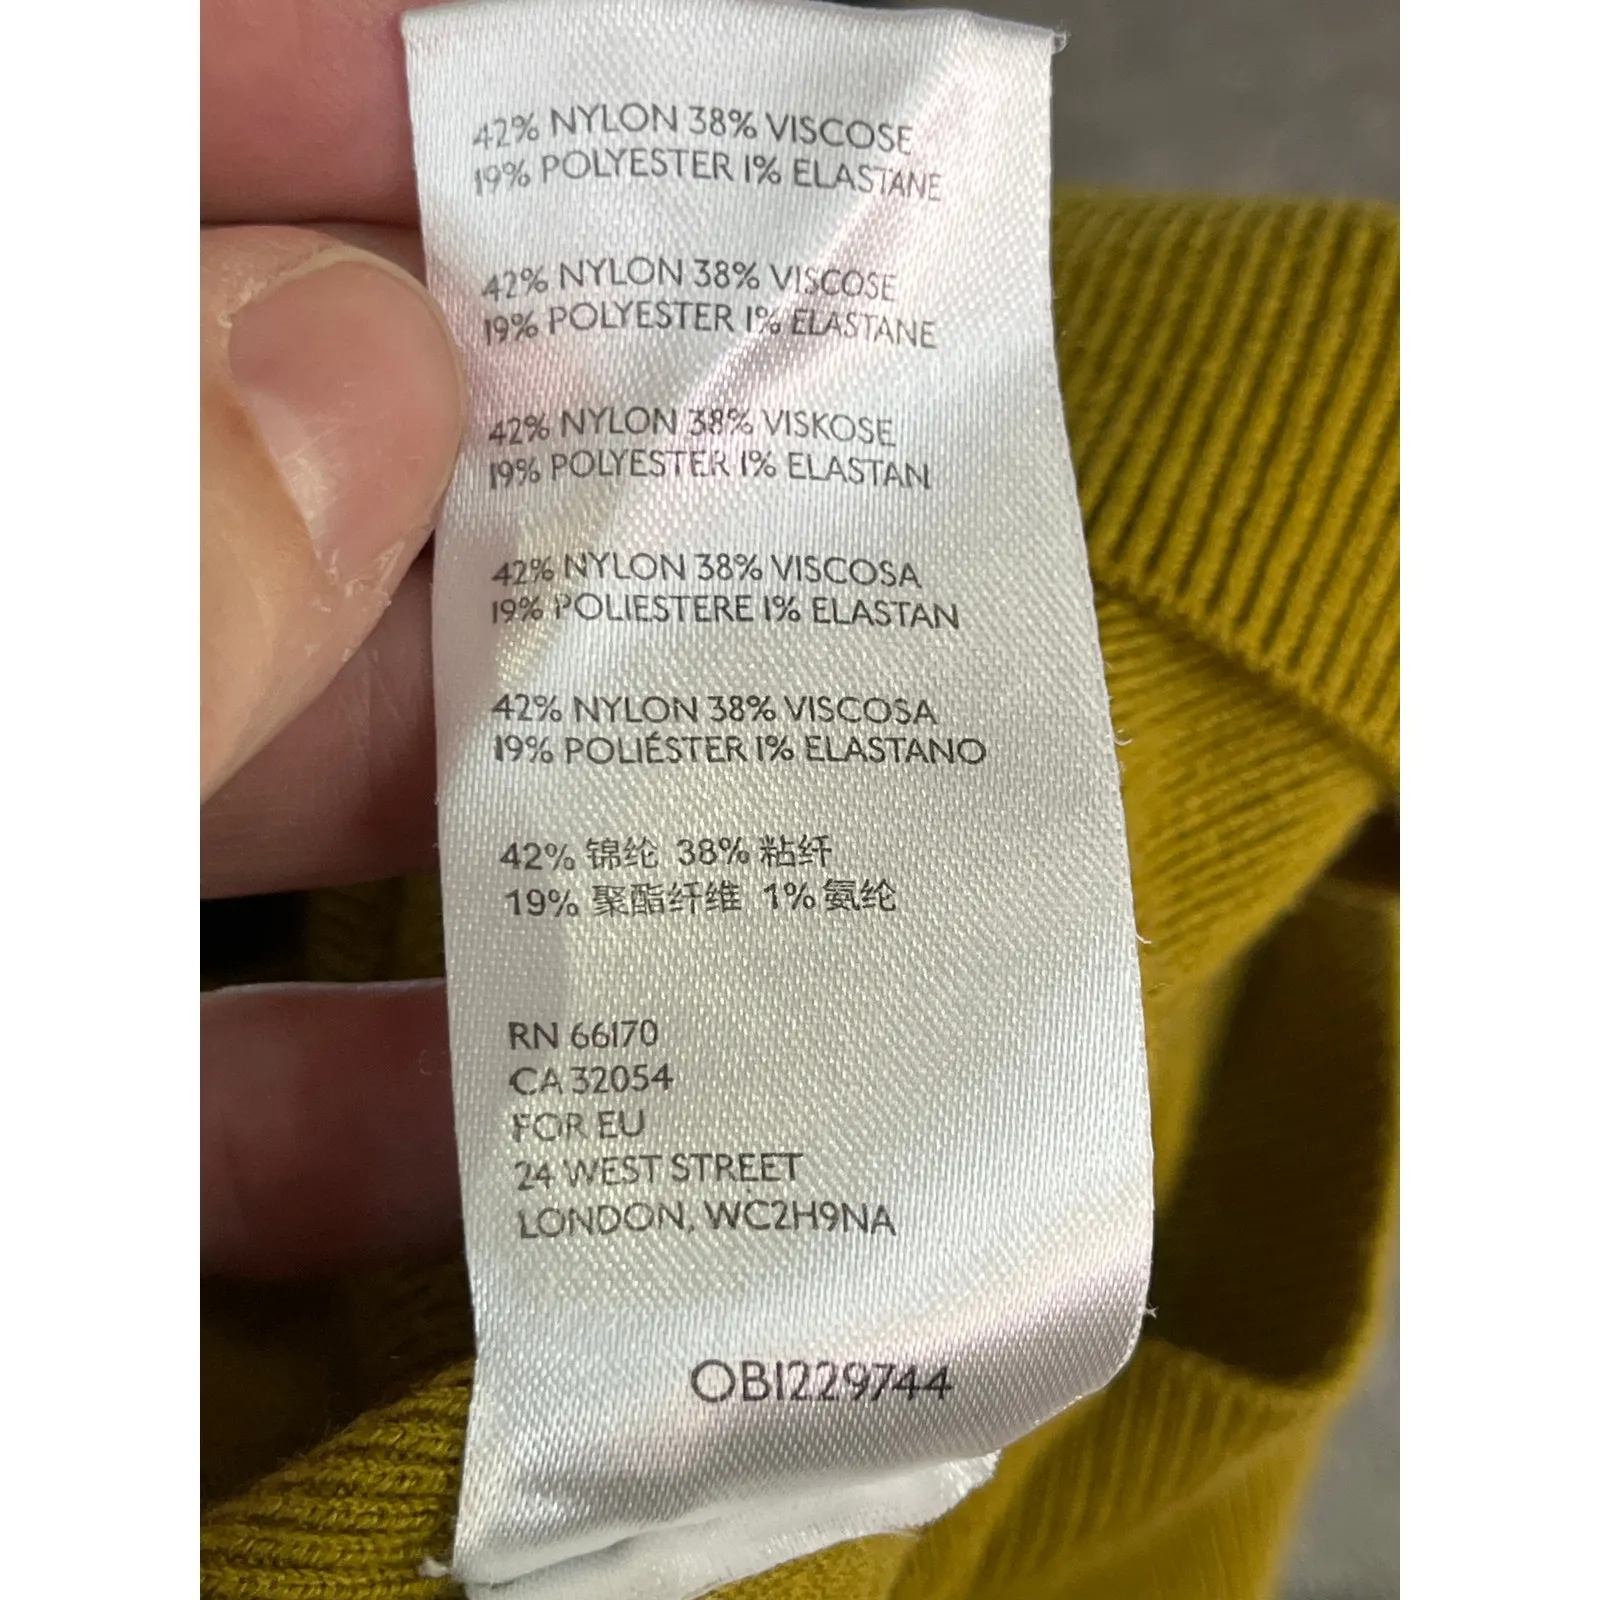 42% NYLON 38% VISCOSE
19% POLYESTER 1% ELASTANE
42% NYLON 38% VISCOSE
19% POLYESTER 1% ELASTANE
42% NYLON 38% VISKOSE
19% POLYESTER 1% ELASTAN
42% NYLON 38% VISCOSA
19% POLIESTERE 1% ELASTAN
42% NYLON 38% VISCOSA
19% POLIÉSTER 1% ELASTANO
42% 锦纶 38% 粘纤
19% 聚酯纤维 1% 氨纶
RN 66170
CA 32054
FOR EU
24 WEST STREET
LONDON, WC2H9NA
OB1229744